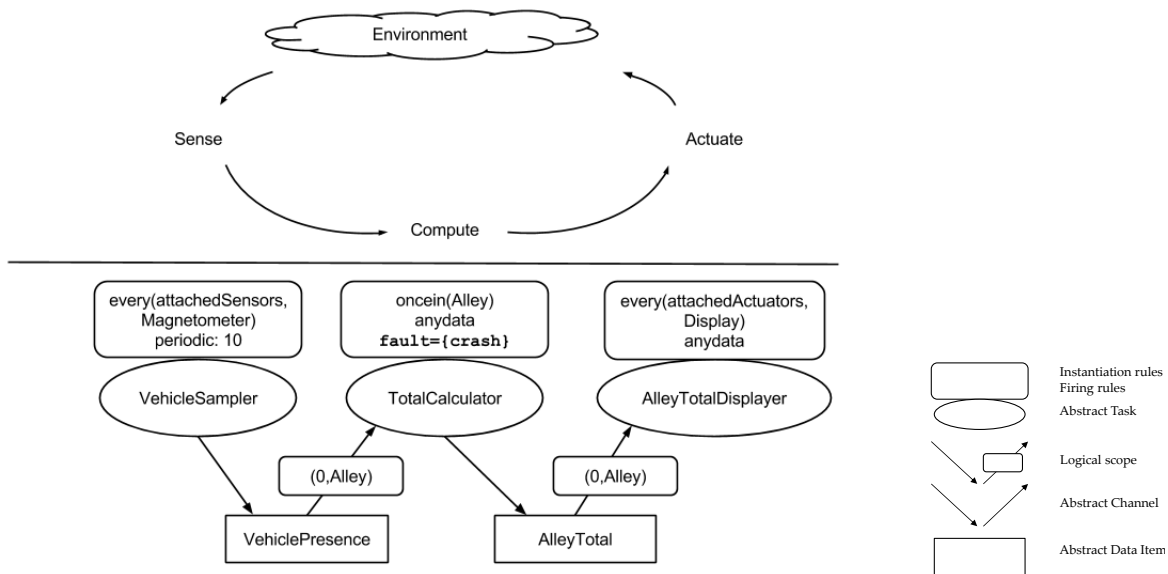 Environment
Sense
Actuate
Compute
every(attachedSensors,
Magnetometer)
periodic: 10
oncein(Alley)
anydata
fault={crash}
every(attachedActuators,
Display)
anydata
VehicleSampler
TotalCalculator
AlleyTotalDisplayer
(0,Alley)
(0,Alley)
VehiclePresence
AlleyTotal
Instantiation rules
Firing rules
Abstract Task
Logical scope
Abstract Channel
Abstract Data Item